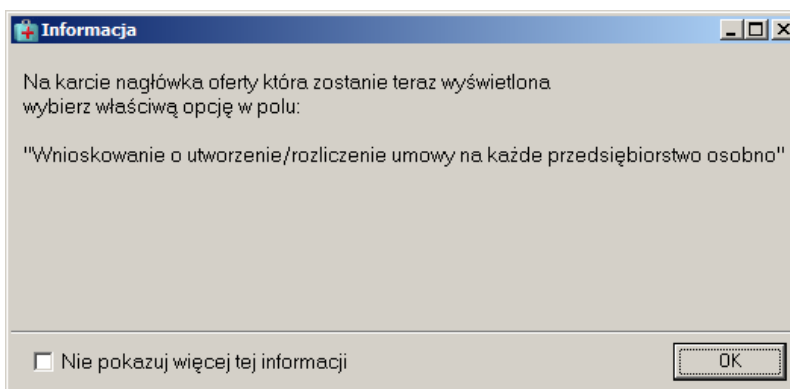 Informacja
Na karcie nagłówka oferty która zostanie teraz wyświetlona
wybierz właściwą opcję w polu:
"Wnioskowanie o utworzenie/rozliczenie umowy na każde przedsiębiorstwo osobno"
Nie pokazuj więcej tej informacji
OK